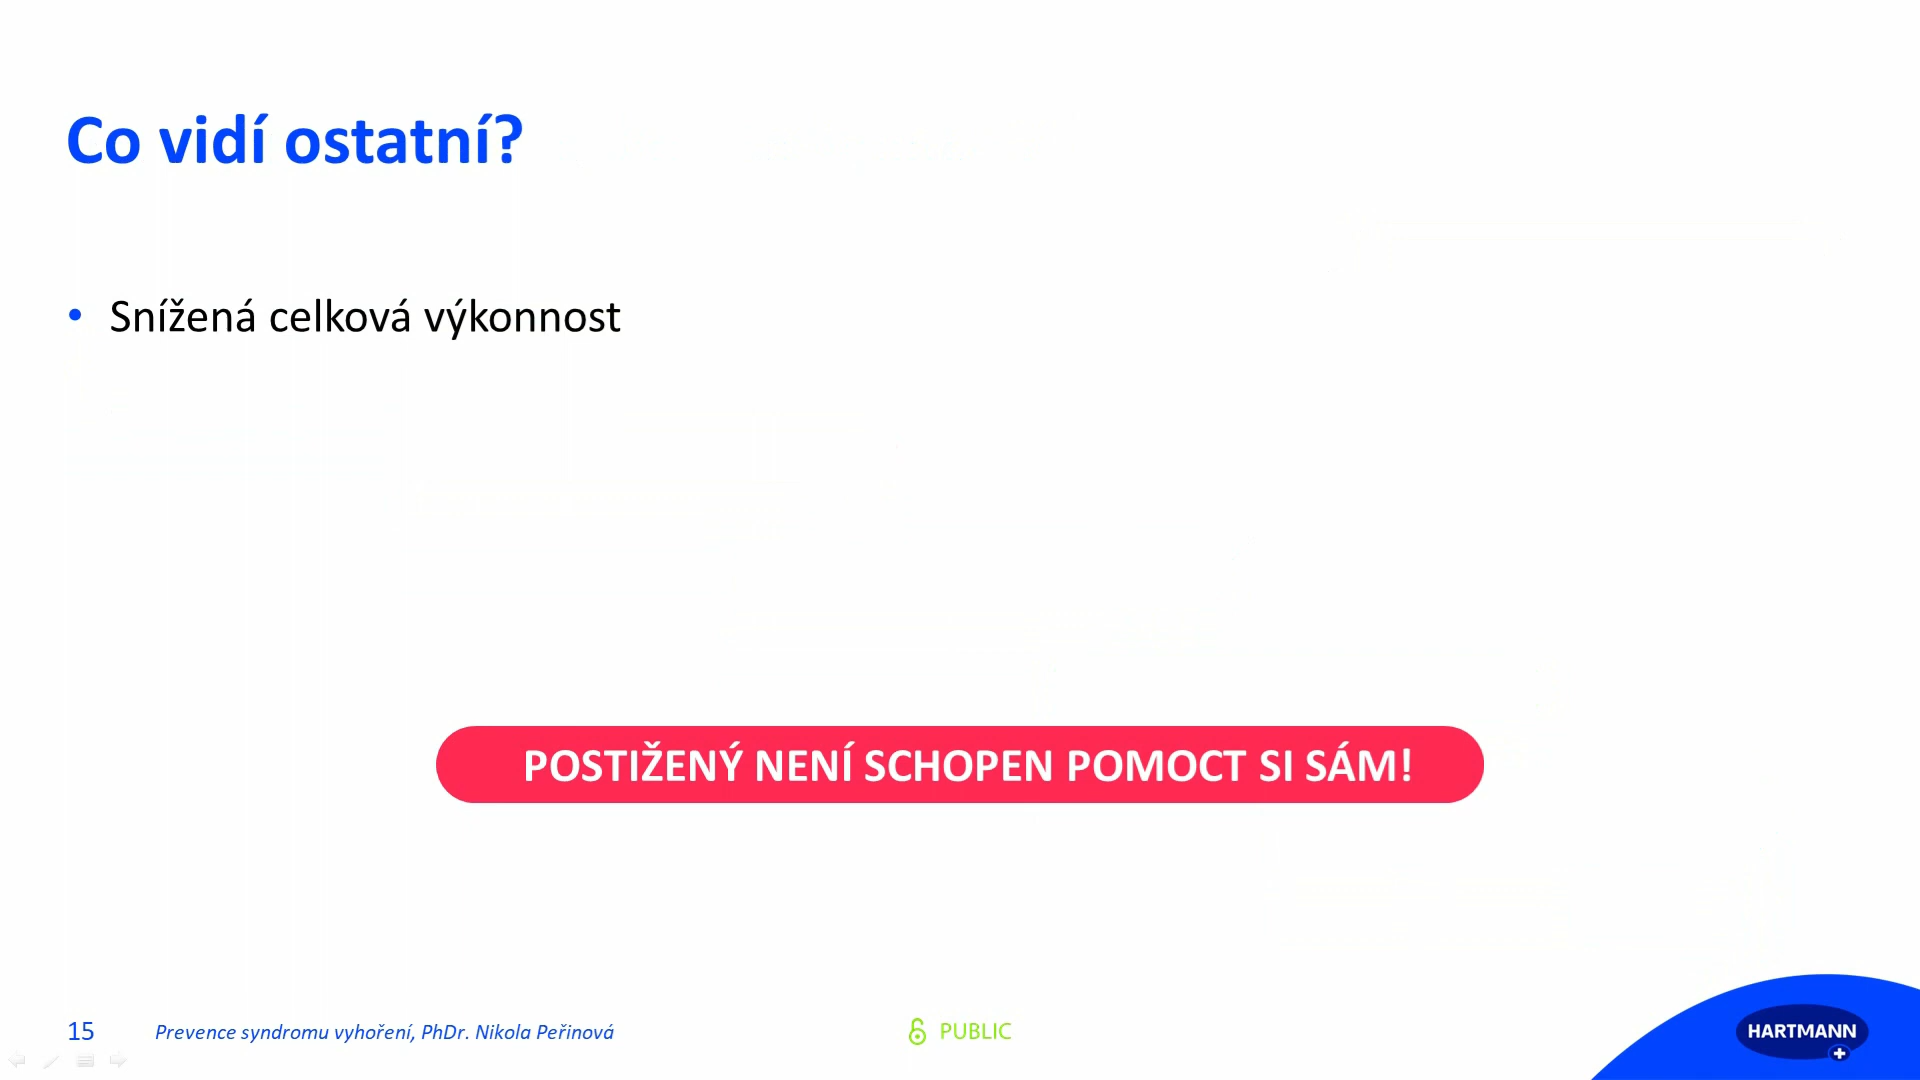 Co vidí ostatní?
• Snížená celková výkonnost
POSTIŽENÝ NENÍ SCHOPEN POMOCT SI SÁM!
15
Prevence syndromu vyhoření, PhDr. Nikola Peřinová
PUBLIC
HARTMANN